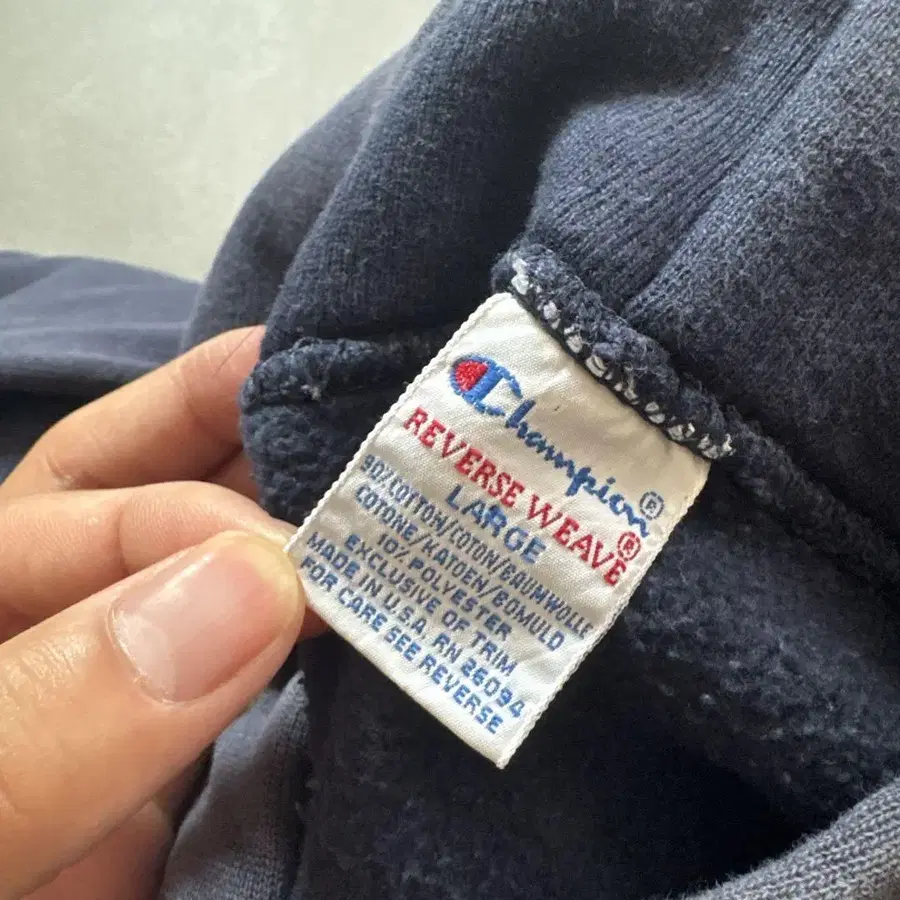 Champion®
REVERSE WEAVE®
LARGE
90/COTTON/COTON/BAUMWOLLE
COTONE/KATOEN/BOMULD
10/ POLYESTER
EXCLUSIVE OF TRIM
MADE IN U.S.A. RN 26094
FOR CARE SEE REVERSE